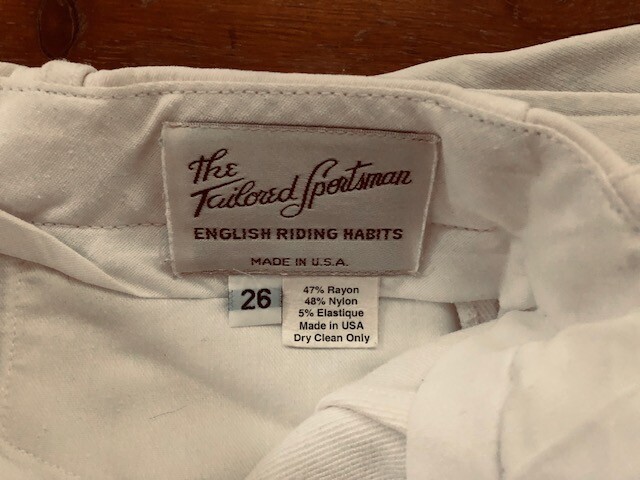 The
Tailored Sportsman
ENGLISH RIDING HABITS
MADE IN U.S.A.
26
47% Rayon
48% Nylon
5% Elastique
Made in USA
Dry Clean Only